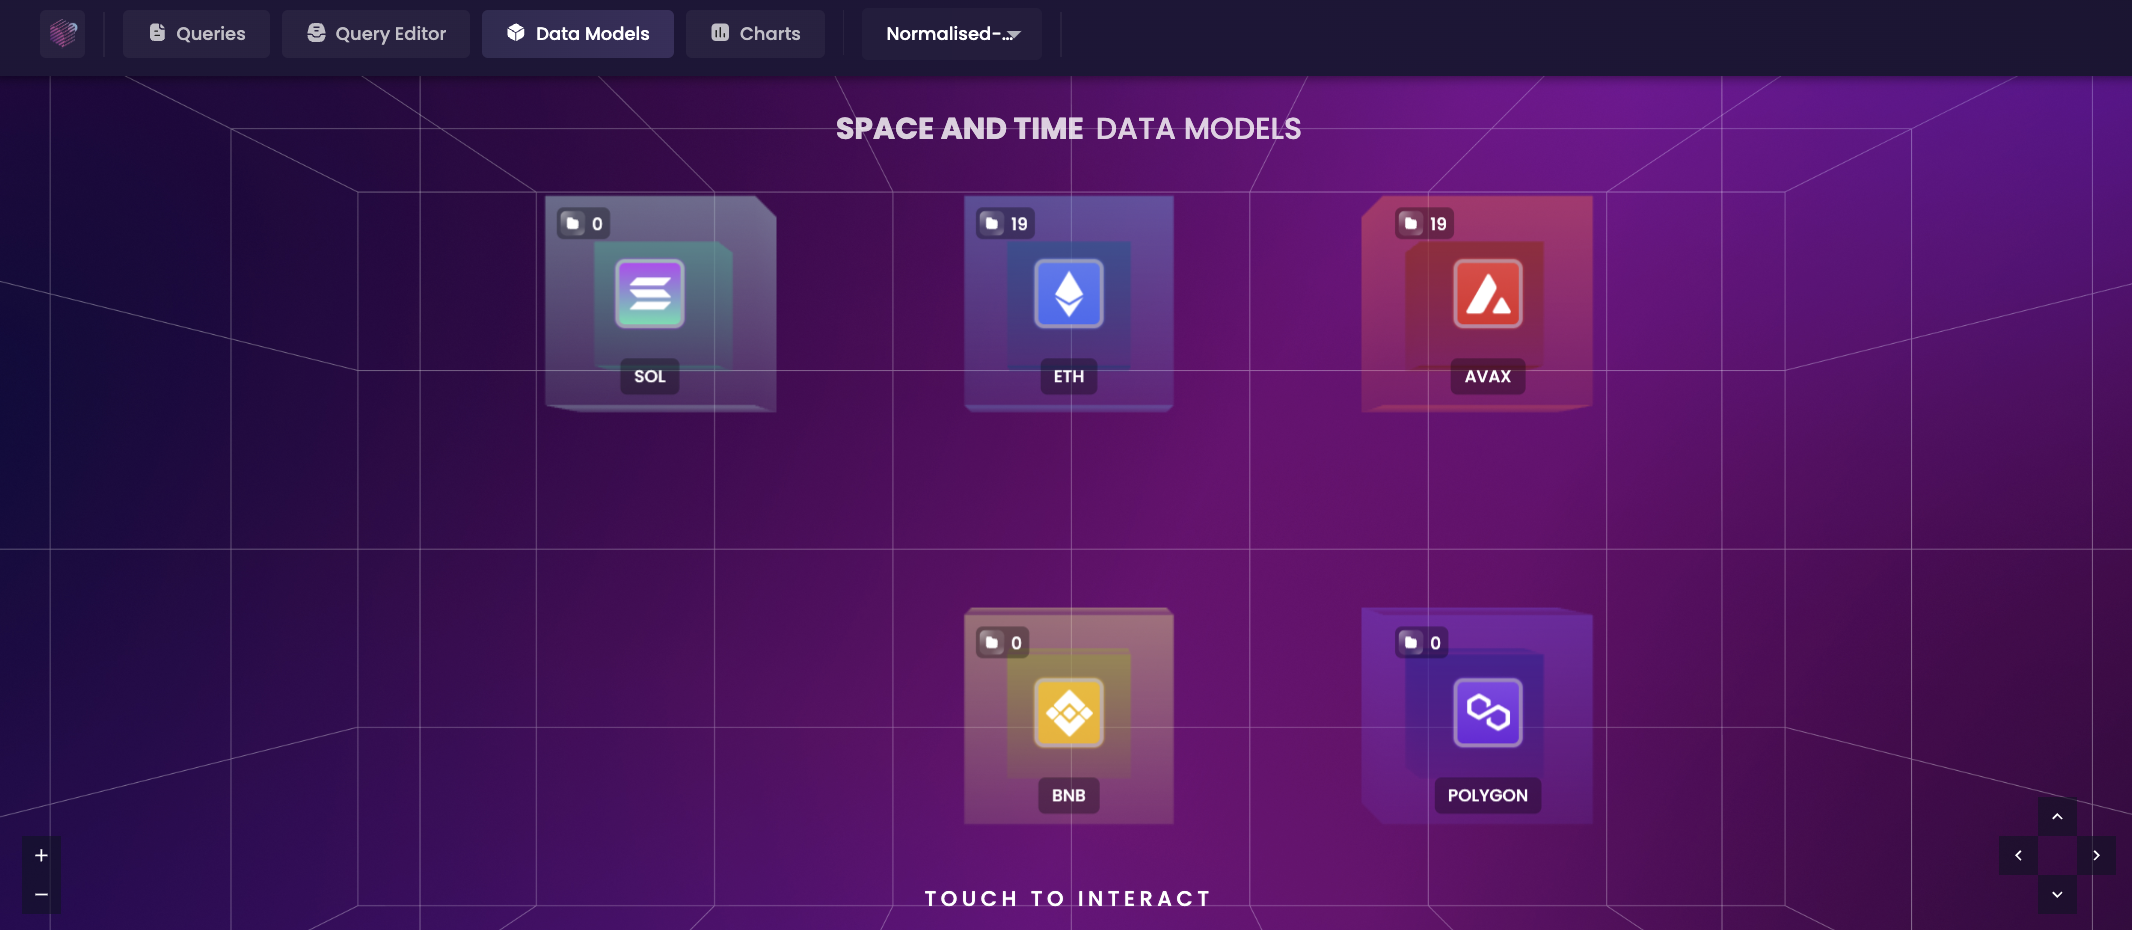 Queries
Query Editor
Data Models
Charts
Normalised-...
SPACE AND TIME DATA MODELS
0
19
19
SOL
ETH
AVAX
0
0
BNB
POLYGON
TOUCH TO INTERACT